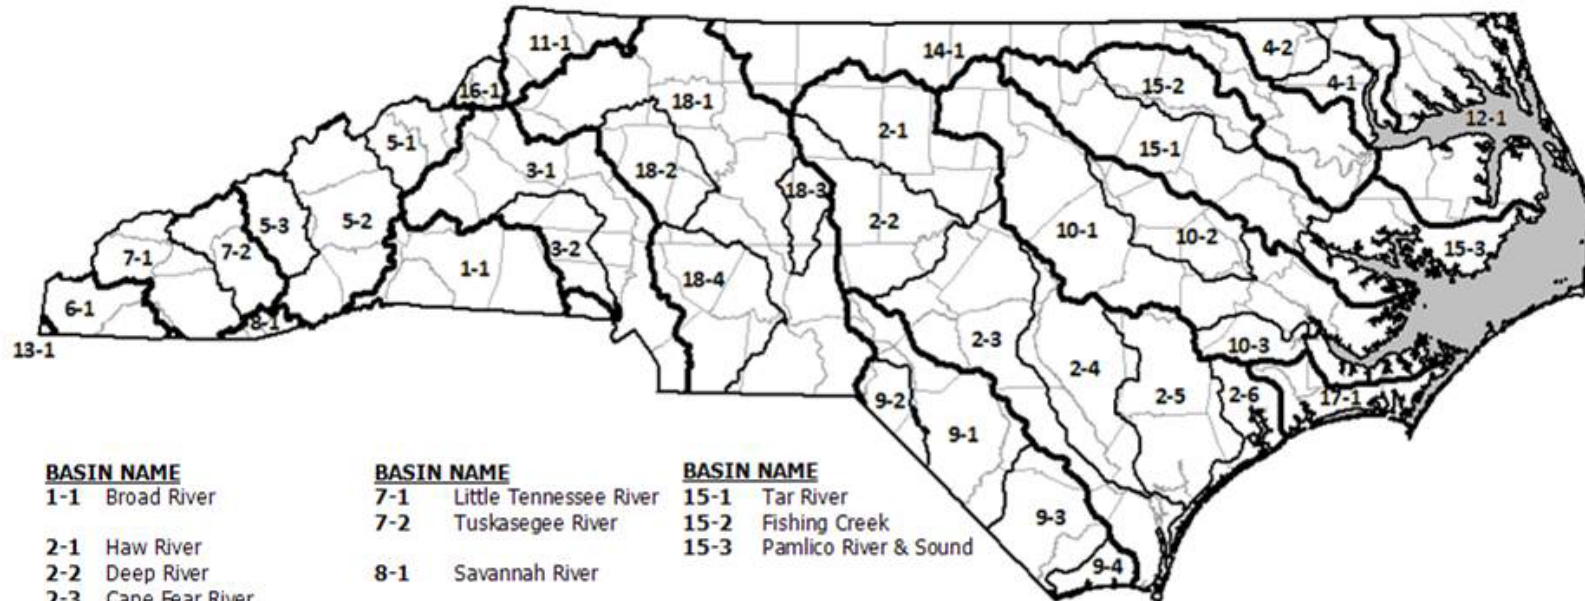 11-1
14-1
4-2
16-1
18-1
15-2
4-1
12-1
5-1
2-1
15-1
3-1
18-2
18-3
5-3
5-2
2-2
10-1
10-2
15-3
7-1
7-2
3-2
1-1
18-4
6-1
8-1
13-1
2-3
10-3
2-4
9-2
2-5
2-6
17-1
9-1
9-3
9-4
BASIN NAME
1-1 Broad River
2-1 Haw River
2-2 Deep River
2-3 Cape Fear River
BASIN NAME
7-1 Little Tennessee River
7-2 Tuskasegee River
8-1 Savannah River
BASIN NAME
15-1 Tar River
15-2 Fishing Creek
15-3 Pamlico River & Sound